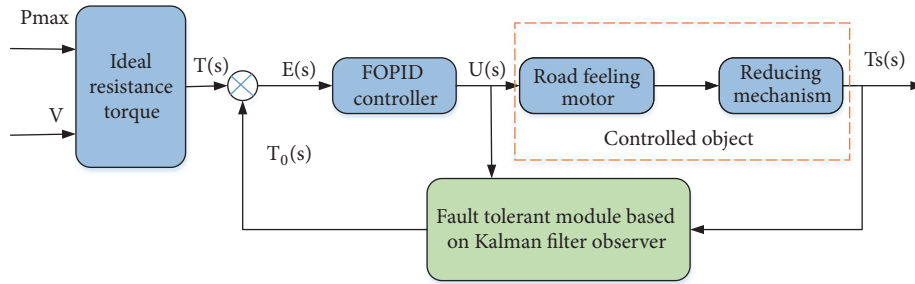 Pmax
V
Ideal
resistance
torque
T(s)
E(s)
FOPID
controller
U(s)
Road feeling
motor
Reducing
mechanism
Controlled object
Ts(s)
T0(s)
Fault tolerant module based
on Kalman filter observer